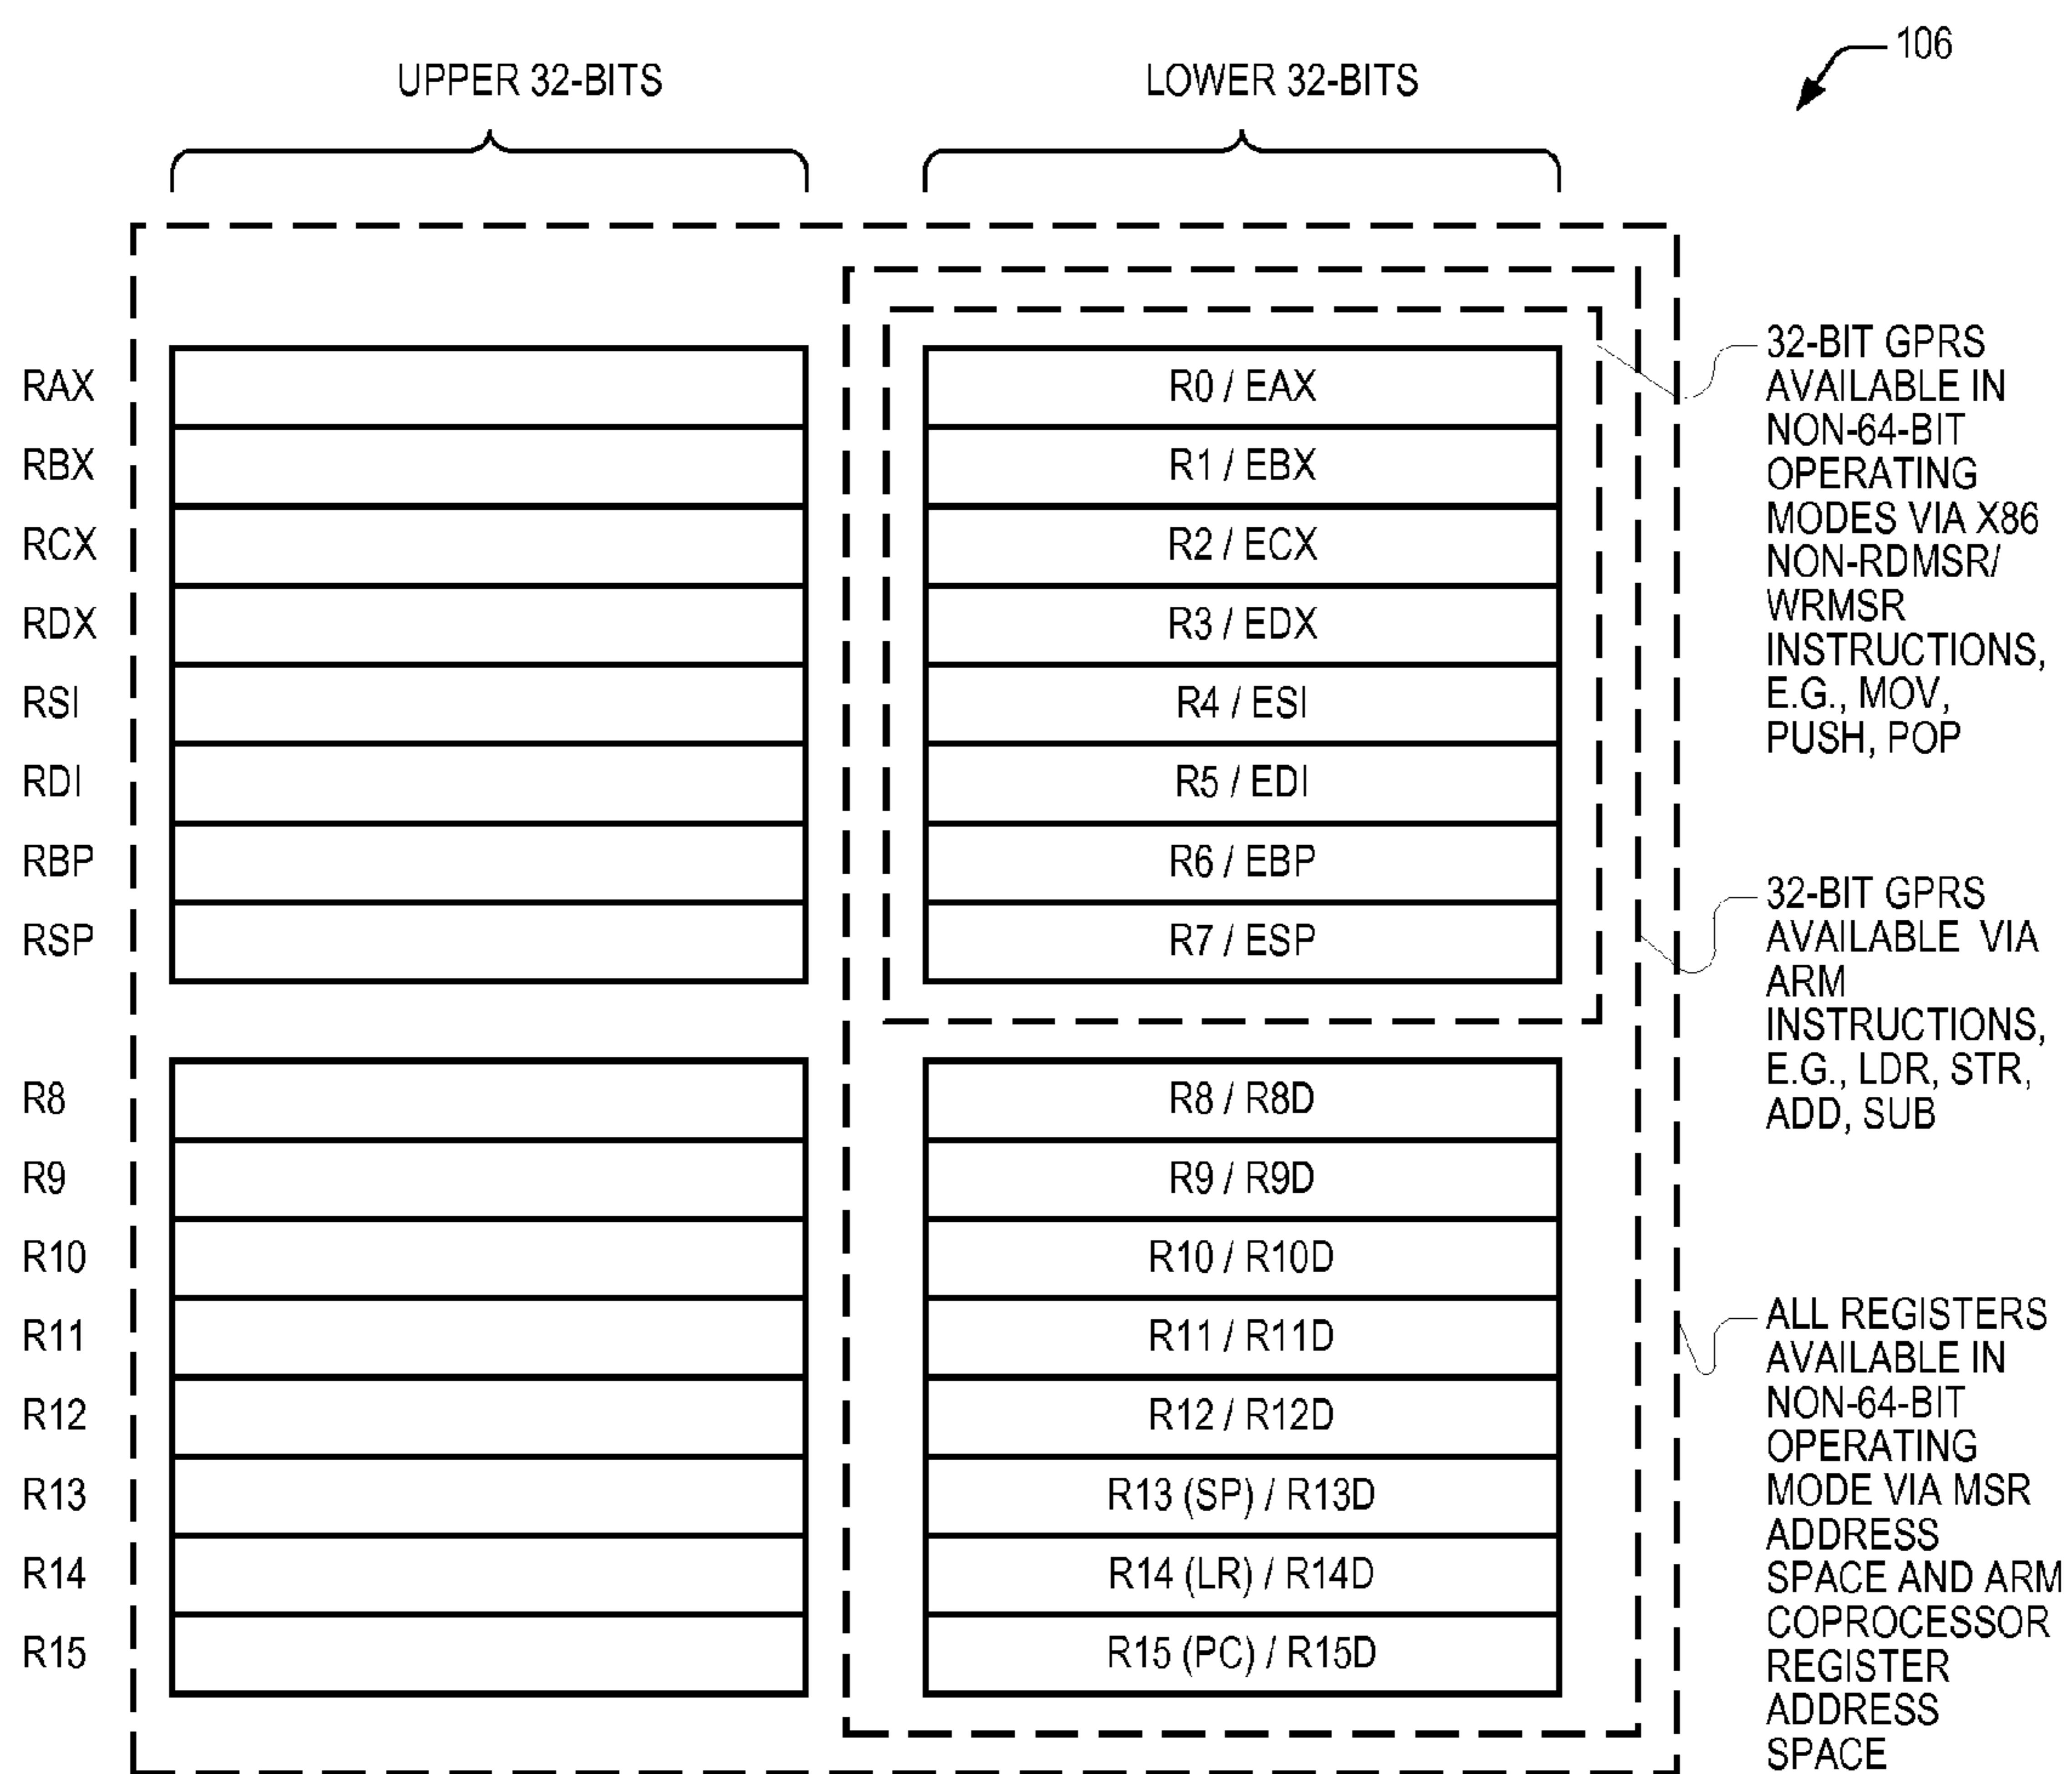 106
UPPER 32-BITS
LOWER 32-BITS
RAX
R0 / EAX
RBX
R1 / EBX
RCX
R2 / ECX
RDX
R3 / EDX
RSI
R4 / ESI
RDI
R5 / EDI
RBP
R6 / EBP
RSP
R7 / ESP
R8
R8 / R8D
R9
R9 / R9D
R10
R10 / R10D
R11
R11 / R11D
R12
R12 / R12D
R13
R13 (SP) / R13D
R14
R14 (LR) / R14D
R15
R15 (PC) / R15D
32-BIT GPRS
AVAILABLE IN
NON-64-BIT
OPERATING
MODES VIA X86
NON-RDMSR/
WRMSR
INSTRUCTIONS,
E.G., MOV,
PUSH, POP
32-BIT GPRS
AVAILABLE VIA
ARM
INSTRUCTIONS,
E.G., LDR, STR,
ADD, SUB
ALL REGISTERS
AVAILABLE IN
NON-64-BIT
OPERATING
MODE VIA MSR
ADDRESS
SPACE AND ARM
COPROCESSOR
REGISTER
ADDRESS
SPACE